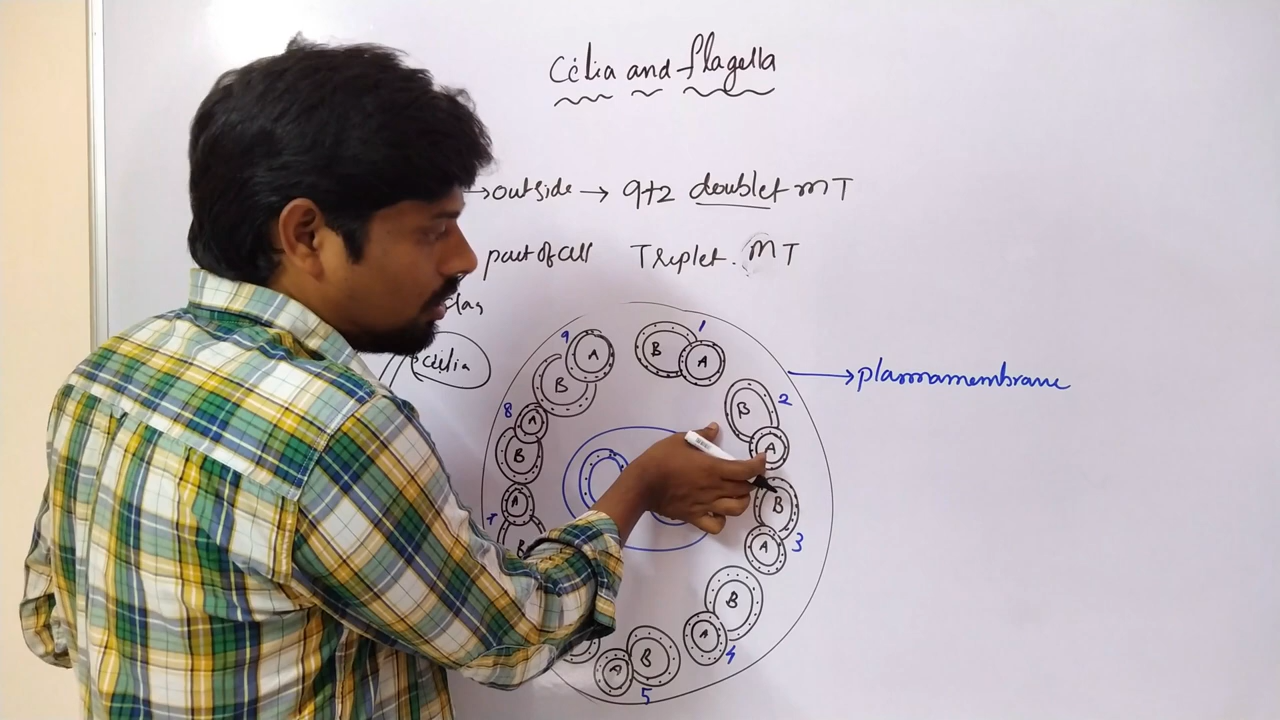 Cilia and flagella
→outside → 9+2 doublet MT
part of cell Triplet. MT
cilia
9 A B
1 B A
→plasmamembrane
2 B A
8 A B
7 A B
3 B A
4 B A
5 A B